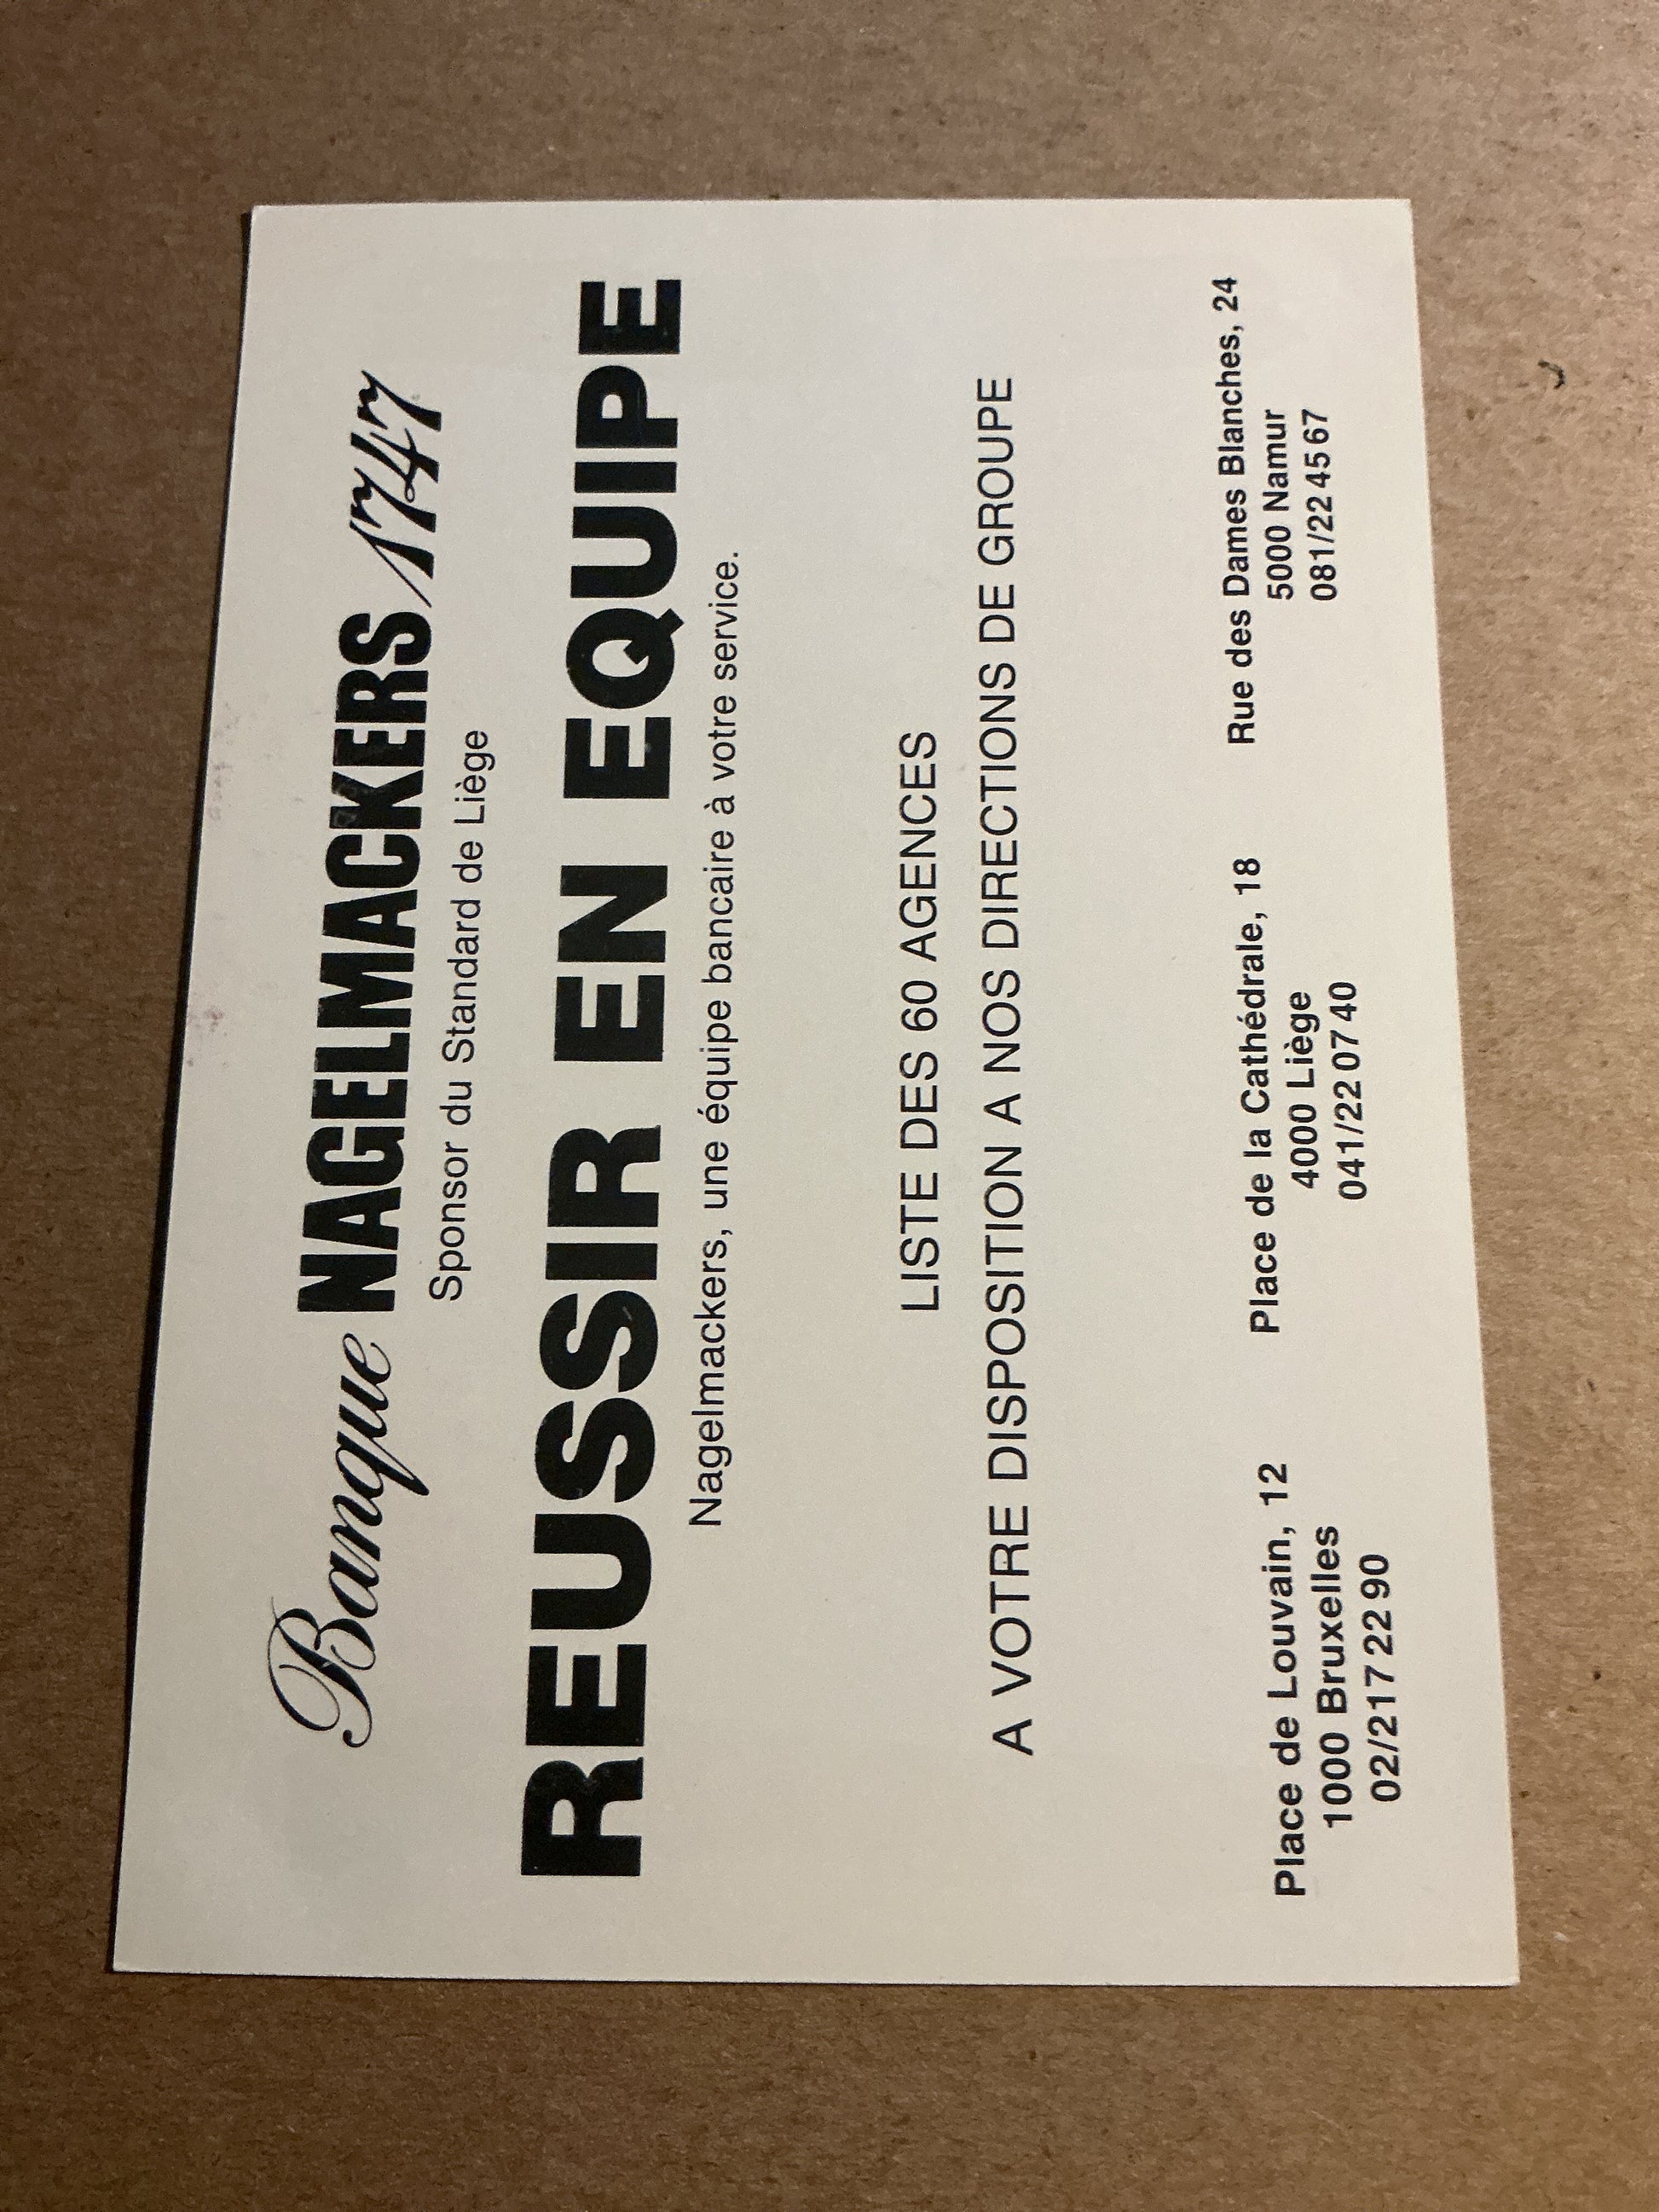 Banque NAGELMACKERS 1747
Sponsor du Standard de Liège
REUSSIR EN EQUIPE
Nagelmackers, une équipe bancaire à votre service.
LISTE DES 60 AGENCES
A VOTRE DISPOSITION A NOS DIRECTIONS DE GROUPE
Place de Louvain, 12
1000 Bruxelles
02/217 22 90
Place de la Cathédrale, 18
4000 Liège
041/22 07 40
Rue des Dames Blanches, 24
5000 Namur
081/22 45 67